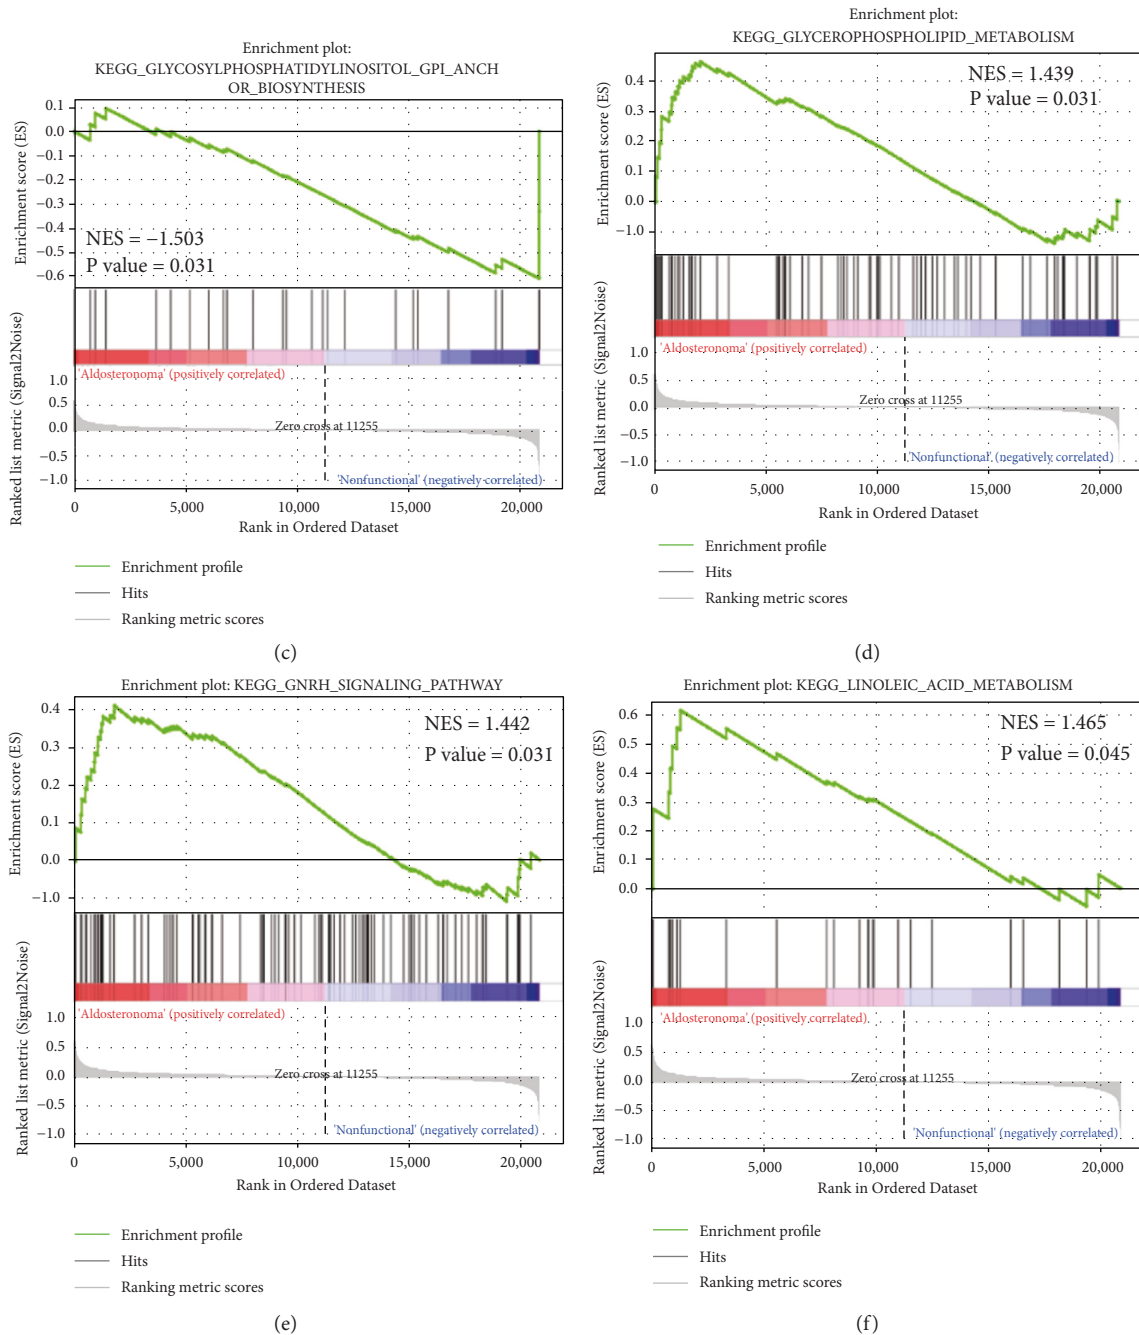 (c)
Enrichment plot:
KEGG_GLYCOSYLPHOSPHATIDYLINOSITOL_GPI_ANCH
OR_BIOSYNTHESIS
Enrichment score (ES)
0.1
0.0
−0.1
−0.2
−0.3
−0.4
−0.5
−0.6
NES = −1.503
P value = 0.031
Ranked list metric (Signal2Noise)
'Aldosteronoma' (positively correlated)
1.0
0.5
0.0
−0.5
−1.0
Zero cross at 11255
'Nonfunctional' (negatively correlated)
0
5,000
10,000
15,000
20,000
Rank in Ordered Dataset
Enrichment profile
Hits
Ranking metric scores
(c)
Enrichment plot:
KEGG_GLYCEROPHOSPHOLIPID_METABOLISM
Enrichment score (ES)
0.4
0.3
0.2
0.1
0.0
−1.0
NES = 1.439
P value = 0.031
Ranked list metric (Signal2Noise)
'Aldosteronoma' (positively correlated)
1.0
0.5
0.0
−0.5
−1.0
Zero cross at 11255
'Nonfunctional' (negatively correlated)
0
5,000
10,000
15,000
20,000
Rank in Ordered Dataset
Enrichment profile
Hits
Ranking metric scores
(d)
Enrichment plot: KEGG_GNRH_SIGNALING_PATHWAY
Enrichment score (ES)
0.4
0.3
0.2
0.1
0.0
−1.0
NES = 1.442
P value = 0.031
Ranked list metric (Signal2Noise)
'Aldosteronoma' (positively correlated)
1.0
0.5
0.0
−0.5
−1.0
Zero cross at 11255
'Nonfunctional' (negatively correlated)
0
5,000
10,000
15,000
20,000
Rank in Ordered Dataset
Enrichment profile
Hits
Ranking metric scores
(e)
Enrichment plot: KEGG_LINOLEIC_ACID_METABOLISM
Enrichment score (ES)
0.6
0.5
0.4
0.3
0.2
0.1
0.0
NES = 1.465
P value = 0.045
Ranked list metric (Signal2Noise)
'Aldosteronoma' (positively correlated)
1.0
0.5
0.0
−0.5
−1.0
Zero cross at 11255
'Nonfunctional' (negatively correlated)
0
5,000
10,000
15,000
20,000
Rank in Ordered Dataset
Enrichment profile
Hits
Ranking metric scores
(f)